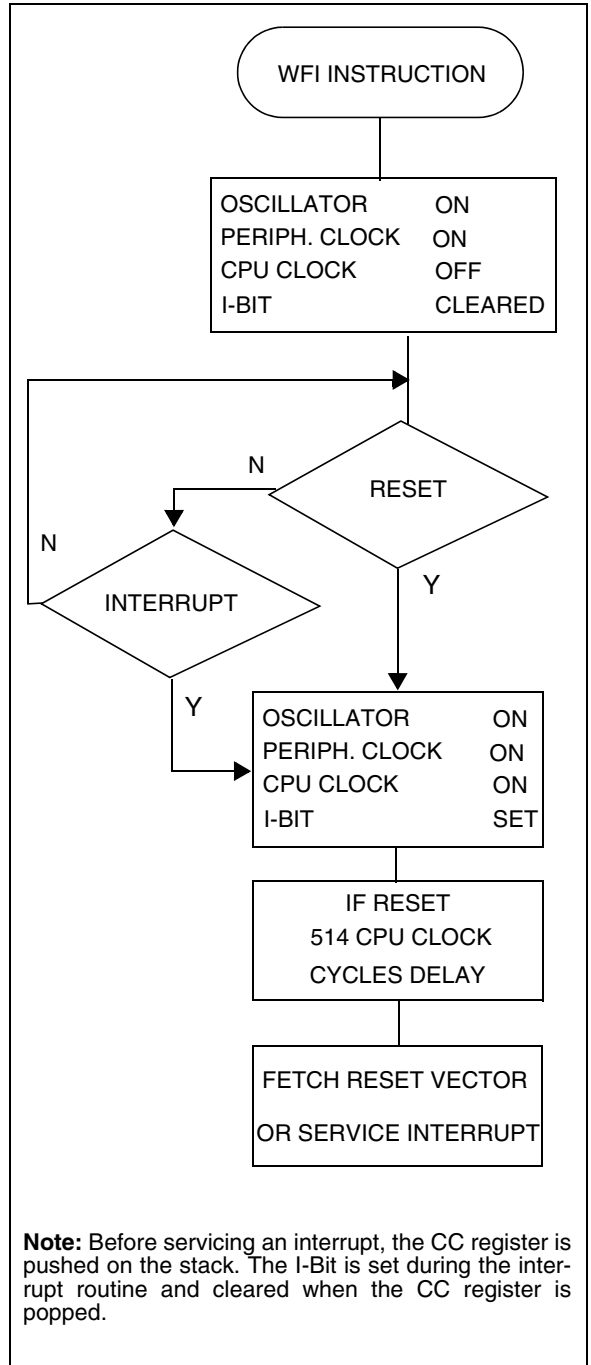 WFI INSTRUCTION
OSCILLATOR ON
PERIPH. CLOCK ON
CPU CLOCK OFF
I-BIT CLEARED
N
RESET
N
INTERRUPT
Y
Y
OSCILLATOR ON
PERIPH. CLOCK ON
CPU CLOCK ON
I-BIT SET
IF RESET
514 CPU CLOCK
CYCLES DELAY
FETCH RESET VECTOR
OR SERVICE INTERRUPT
Note: Before servicing an interrupt, the CC register is
pushed on the stack. The I-Bit is set during the inter-
rupt routine and cleared when the CC register is
popped.